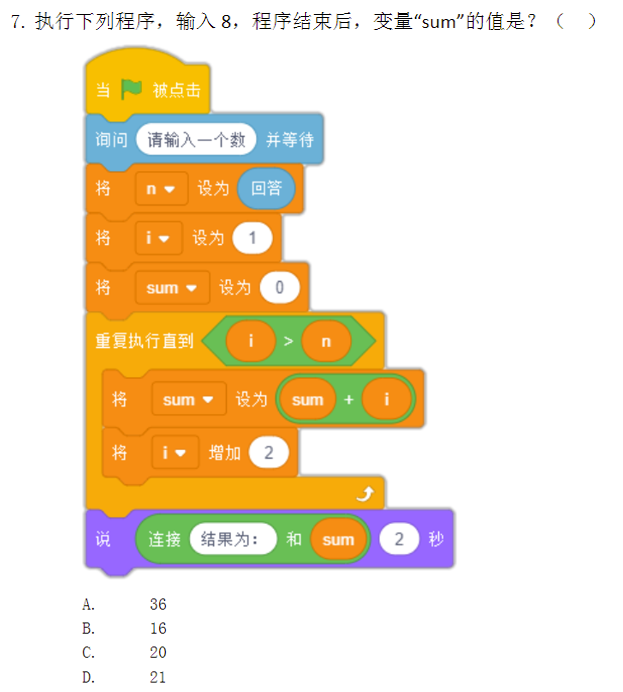 7. 执行下列程序，输入 8，程序结束后，变量“sum”的值是？（    ）
当 被点击
询问 请输入一个数 并等待
将 n 设为 回答
将 i 设为 1
将 sum 设为 0
重复执行直到 i > n
将 sum 设为 sum + i
将 i 增加 2
说 连接 结果为： 和 sum 2 秒
A. 36
B. 16
C. 20
D. 21